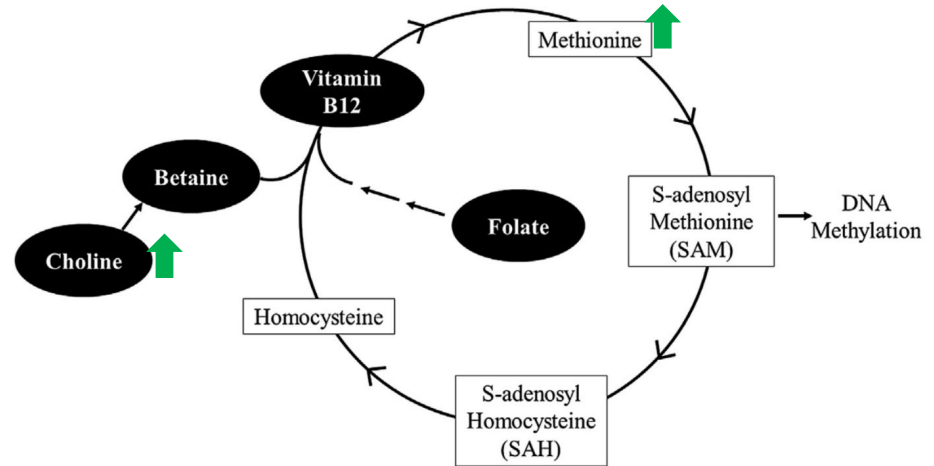 Methionine
Vitamin
B12
Betaine
Choline
Folate
S-adenosyl
Methionine
(SAM)
DNA
Methylation
Homocysteine
S-adenosyl
Homocysteine
(SAH)